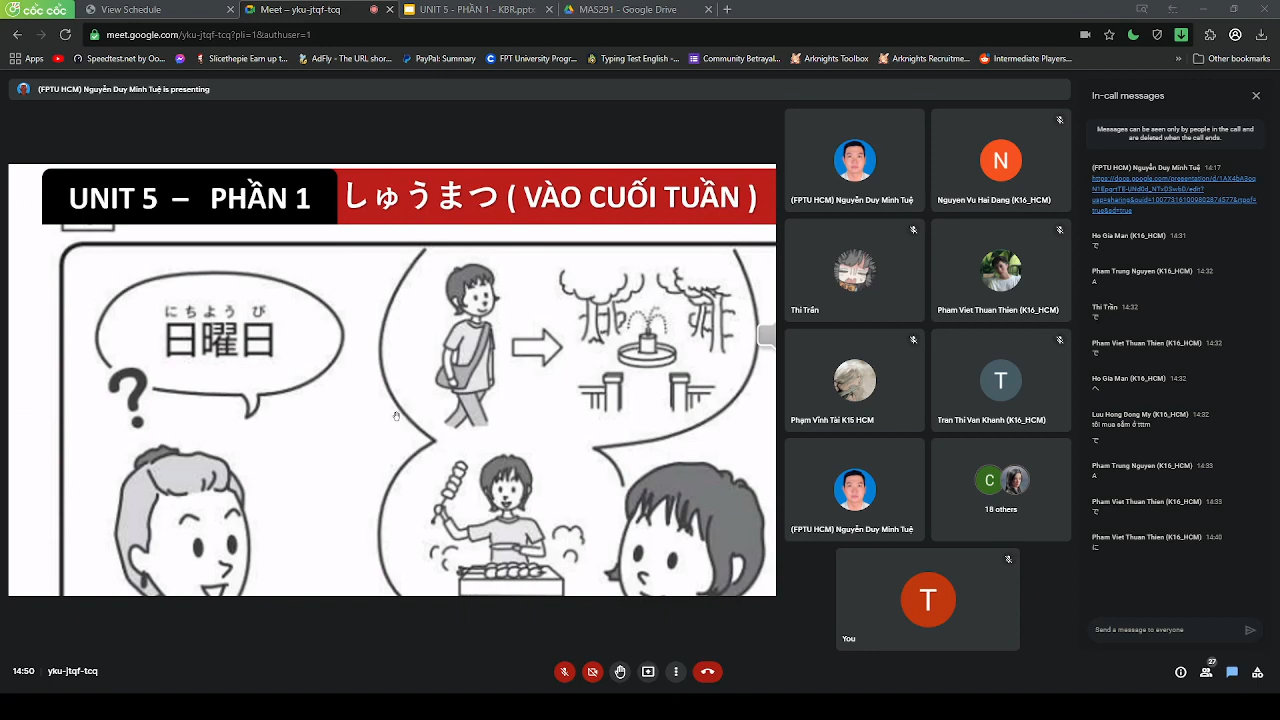 cốc cốc
View Schedule
Meet – yku-jtqf-tcq
UNIT 5 - PHẦN 1 - KBR.pptx
MAS291 - Google Drive
meet.google.com/yku-jtqf-tcq?pli=1&authuser=1
Apps
Speedtest.net by Oo...
Slicethepie Earn up t...
AdFly - The URL shor...
PayPal: Summary
FPT University Progr...
Typing Test English -...
Community Betrayal...
Arknights Toolbox
Arknights Recruitme...
Intermediate Players...
Other bookmarks
(FPTU HCM) Nguyễn Duy Minh Tuệ is presenting
UNIT 5 – PHẦN 1
しゅうまつ ( VÀO CUỐI TUẦN )
にちようび
日曜日
?
(FPTU HCM) Nguyễn Duy Minh Tuệ
N
Nguyen Vu Hai Dang (K16_HCM)
Thi Trần
Pham Viet Thuan Thien (K16_HCM)
Phạm Vĩnh Tài K15 HCM
T
Tran Thi Van Khanh (K16_HCM)
(FPTU HCM) Nguyễn Duy Minh Tuệ
C
18 others
T
You
In-call messages
Messages can be seen only by people in the call and
are deleted when the call ends.
(FPTU HCM) Nguyễn Duy Minh Tuệ 14:17
true&sd=true
Ho Gia Man (K16_HCM) 14:31
で
Pham Trung Nguyen (K16_HCM) 14:32
A
Thi Trần 14:32
で
Pham Viet Thuan Thien (K16_HCM) 14:32
で
Ho Gia Man (K16_HCM) 14:32
へ
Luu Hong Dong My (K16_HCM) 14:32
tôi mua sắm ở tttm
で
Pham Trung Nguyen (K16_HCM) 14:33
A
Pham Viet Thuan Thien (K16_HCM) 14:33
で
Pham Viet Thuan Thien (K16_HCM) 14:40
に
Send a message to everyone
14:50
yku-jtqf-tcq
27